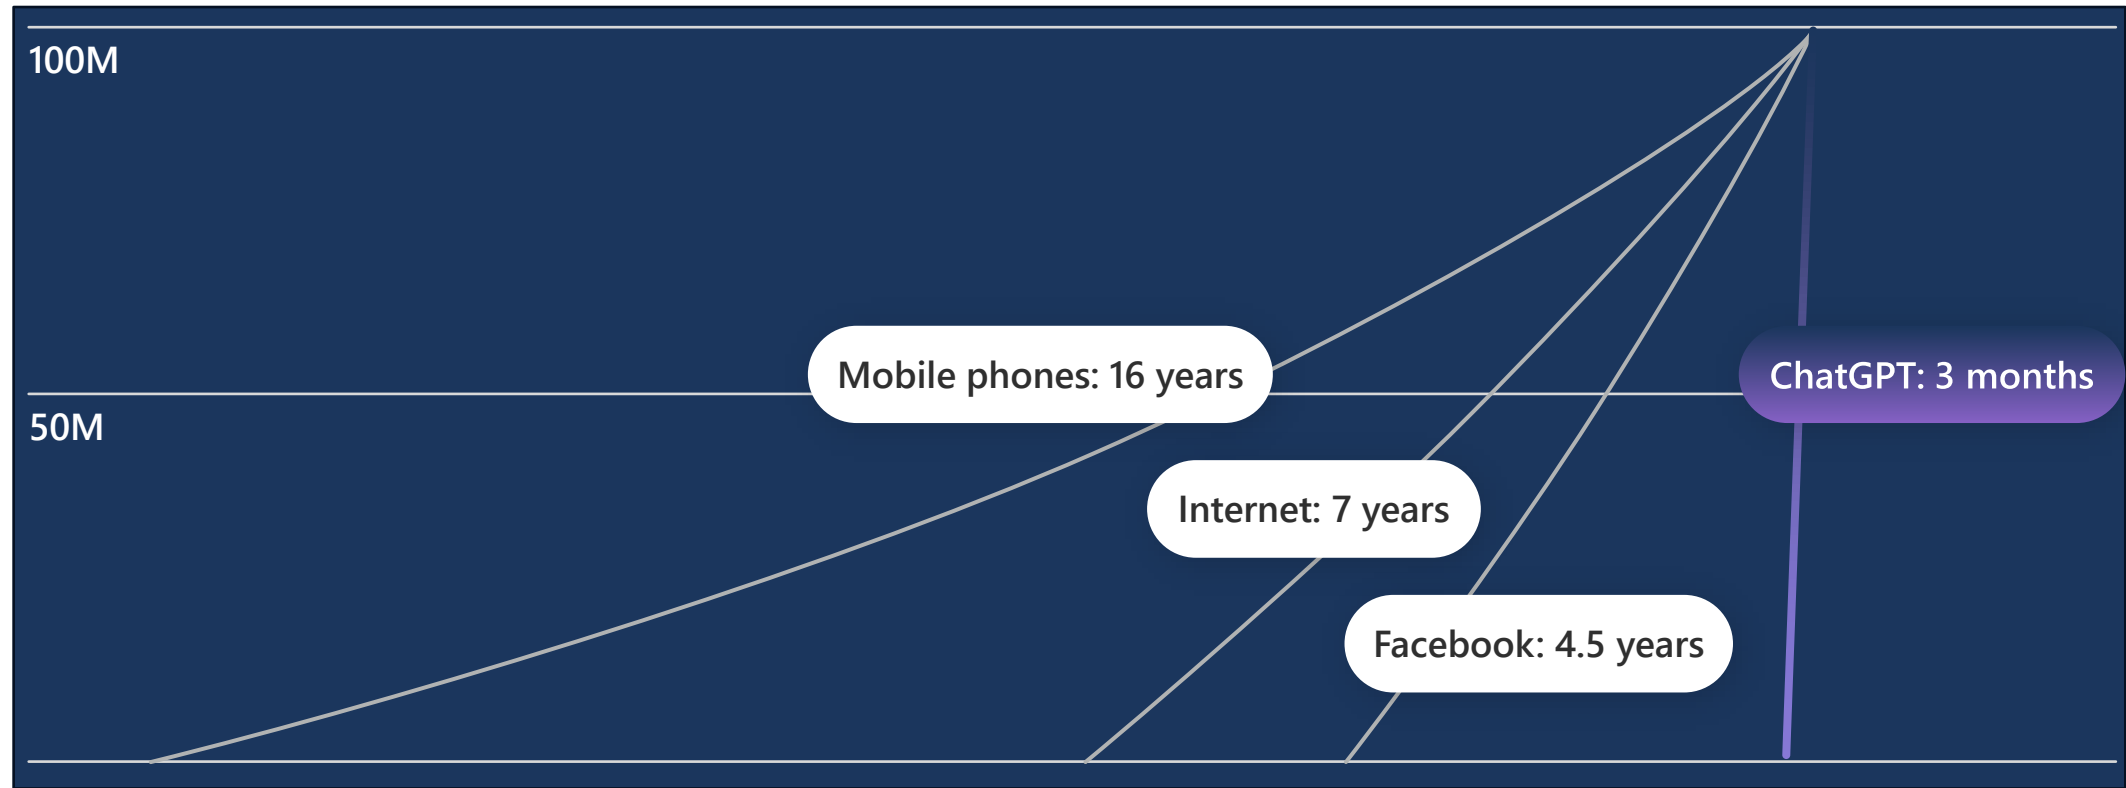 100M
Mobile phones: 16 years
ChatGPT: 3 months
50M
Internet: 7 years
Facebook: 4.5 years